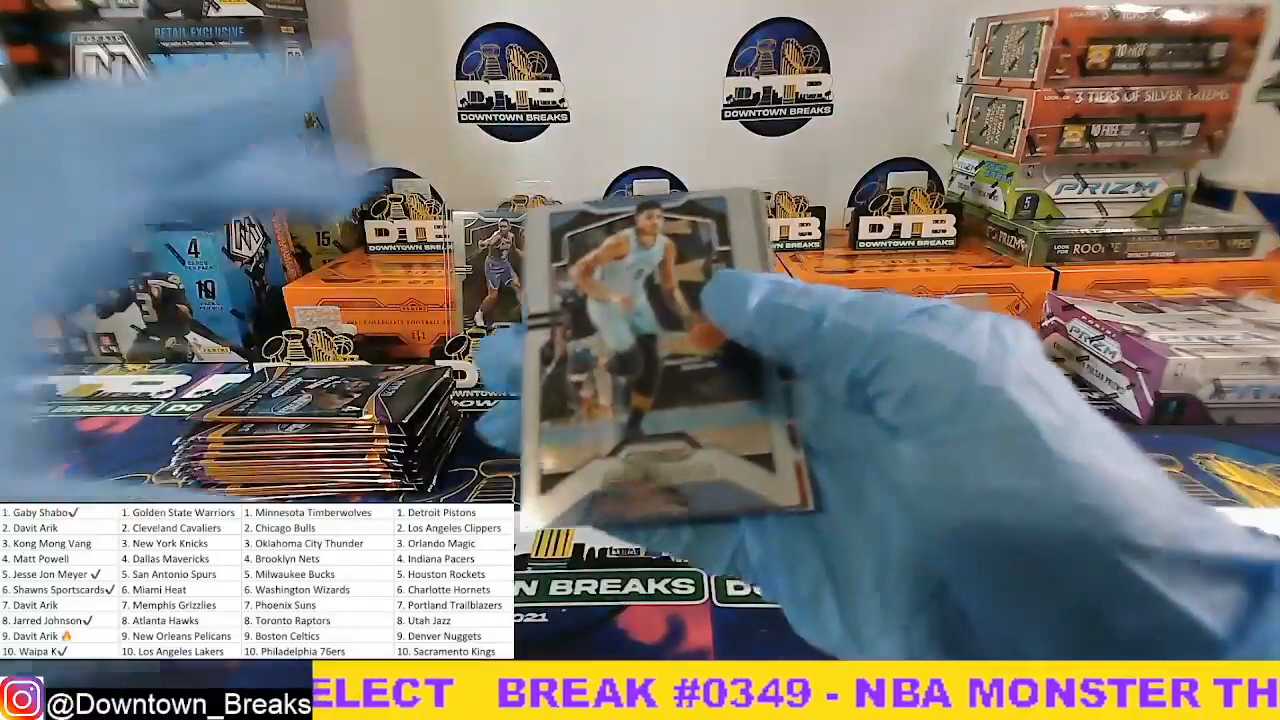 RETAIL EXCLUSIVE
DTB
DOWNTOWN BREAKS
DTB
DOWNTOWN BREAKS
3 TIERS OF SILVER PRIZMS
PRIZM
5
4
19
15
DTB
DOWNTOWN BREAKS
PRIZM
N BREAKS
2021
1. Gaby Shabo✓ 1. Golden State Warriors 1. Minnesota Timberwolves 1. Detroit Pistons
2. Davit Arik 2. Cleveland Cavaliers 2. Chicago Bulls 2. Los Angeles Clippers
3. Kong Mong Vang 3. New York Knicks 3. Oklahoma City Thunder 3. Orlando Magic
4. Matt Powell 4. Dallas Mavericks 4. Brooklyn Nets 4. Indiana Pacers
5. Jesse Jon Meyer ✓ 5. San Antonio Spurs 5. Milwaukee Bucks 5. Houston Rockets
6. Shawns Sportscards✓ 6. Miami Heat 6. Washington Wizards 6. Charlotte Hornets
7. Davit Arik 7. Memphis Grizzlies 7. Phoenix Suns 7. Portland Trailblazers
8. Jarred Johnson✓ 8. Atlanta Hawks 8. Toronto Raptors 8. Utah Jazz
9. Davit Arik 🔥 9. New Orleans Pelicans 9. Boston Celtics 9. Denver Nuggets
10. Waipa K✓ 10. Los Angeles Lakers 10. Philadelphia 76ers 10. Sacramento Kings
@Downtown_Breaks
ELECT BREAK #0349 - NBA MONSTER TH